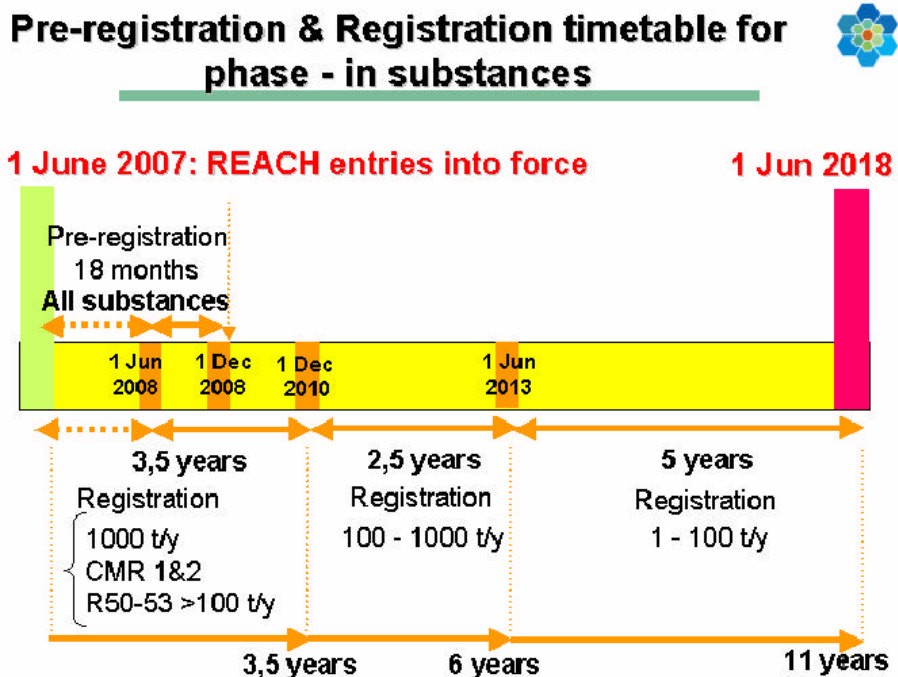 Pre-registration & Registration timetable for
phase - in substances
1 June 2007: REACH entries into force
1 Jun 2018
Pre-registration
18 months
All substances
1 Jun
2008
1 Dec
2008
1 Dec
2010
1 Jun
2013
3,5 years
2,5 years
5 years
Registration
1000 t/y
CMR 1&2
R50-53 >100 t/y
Registration
100 - 1000 t/y
Registration
1 - 100 t/y
3,5 years
6 years
11 years